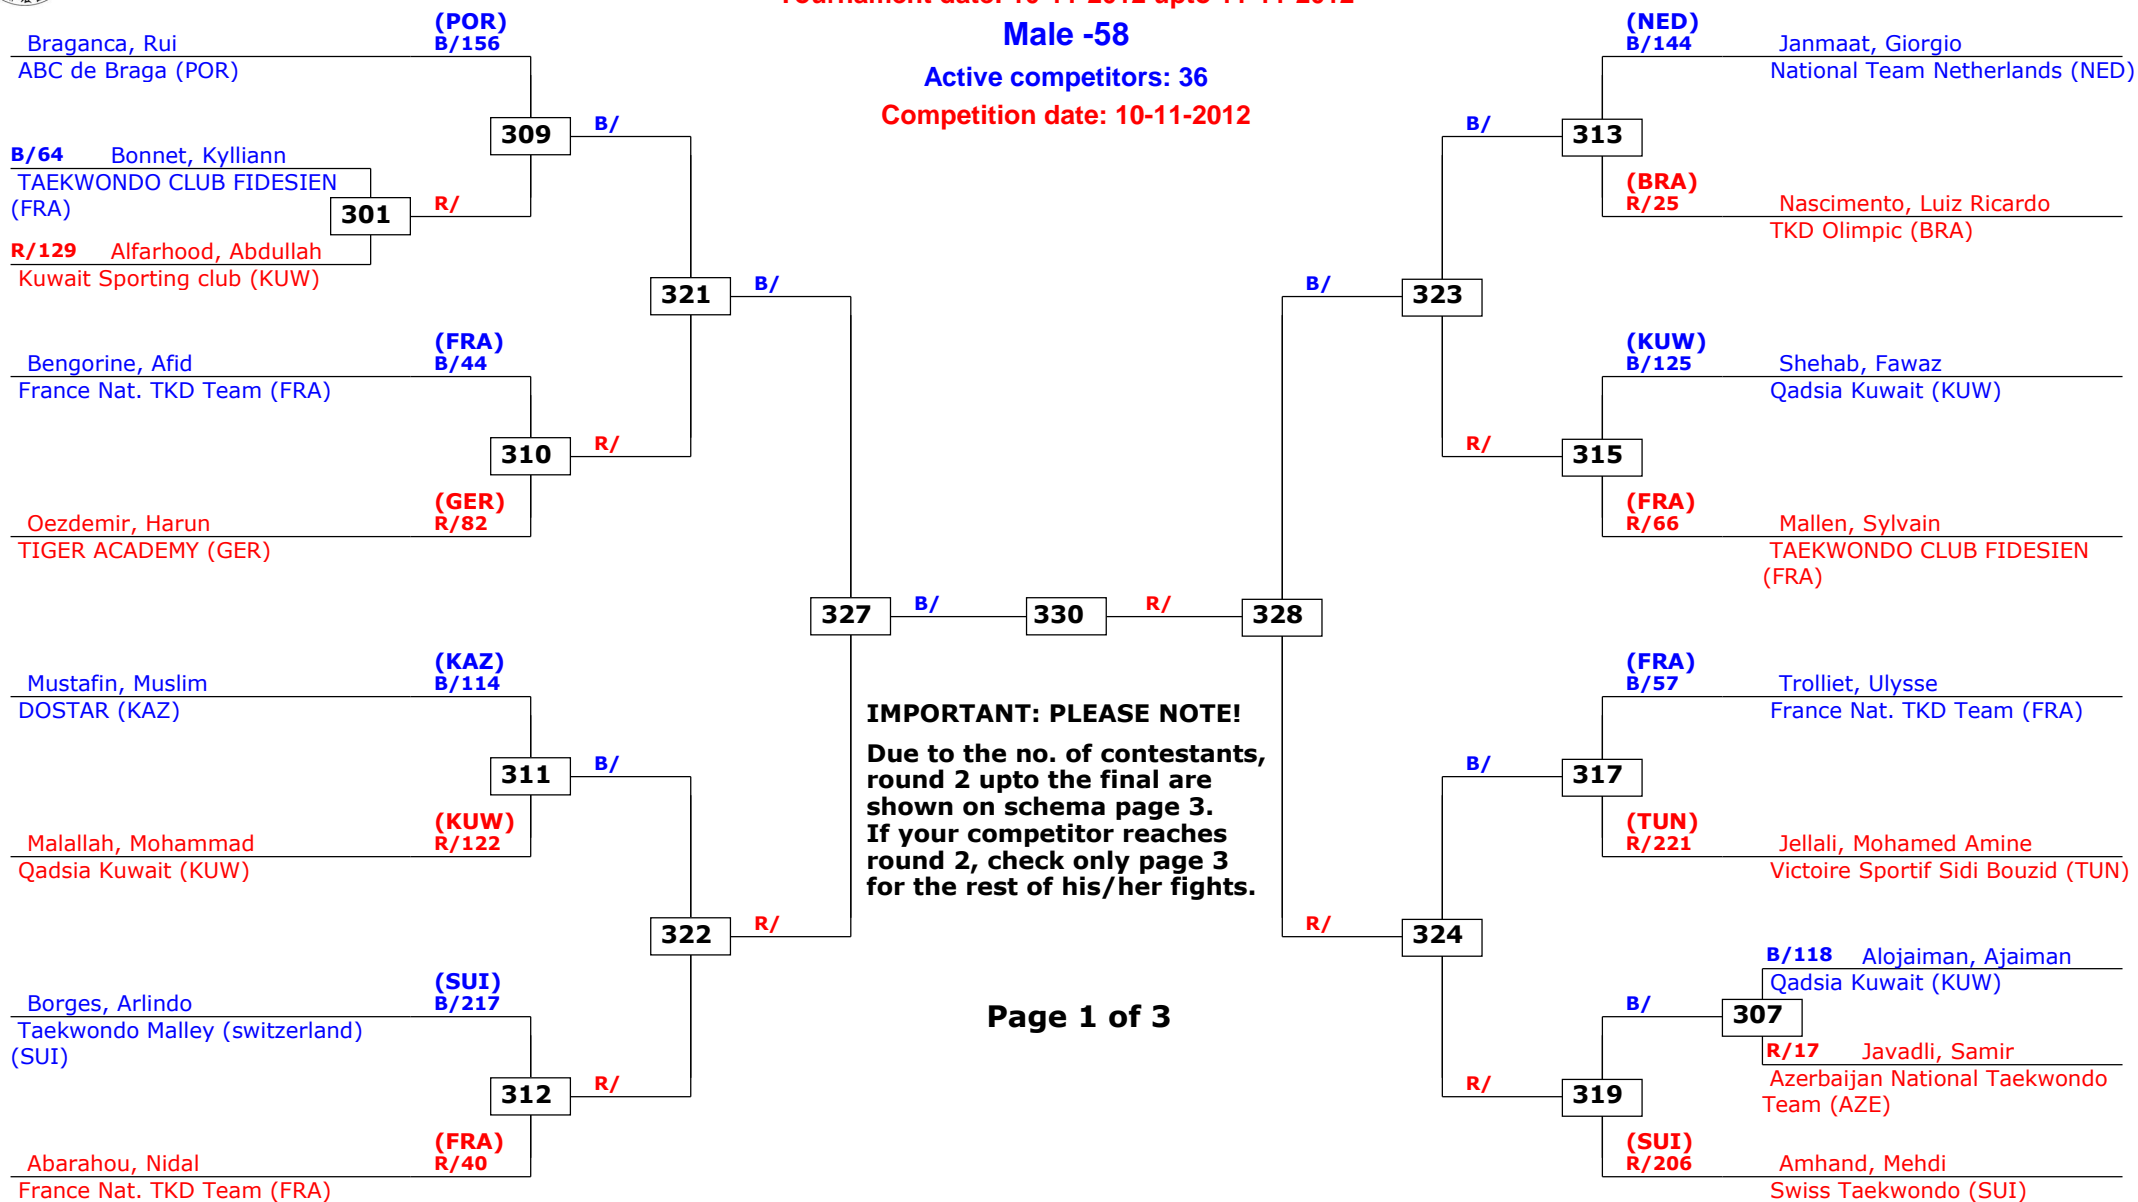 Tournament date: 10-11-2012 upto 11-11-2012
Male -58
Active competitors: 36
Competition date: 10-11-2012
(POR)
Braganca, Rui B/156
ABC de Braga (POR)
309
B/
B/64 Bonnet, Kylliann
TAEKWONDO CLUB FIDESIEN
(FRA)
301
R/
R/129 Alfarhood, Abdullah
Kuwait Sporting club (KUW)
321
B/
(FRA)
Bengorine, Afid B/44
France Nat. TKD Team (FRA)
310
R/
(GER)
Oezdemir, Harun R/82
TIGER ACADEMY (GER)
327
B/
330
R/
328
(KAZ)
Mustafin, Muslim B/114
DOSTAR (KAZ)
311
B/
(KUW)
Malallah, Mohammad R/122
Qadsia Kuwait (KUW)
322
R/
(SUI)
Borges, Arlindo B/217
Taekwondo Malley (switzerland)
(SUI)
312
R/
(FRA)
Abarahou, Nidal R/40
France Nat. TKD Team (FRA)
IMPORTANT: PLEASE NOTE!
Due to the no. of contestants,
round 2 upto the final are
shown on schema page 3.
If your competitor reaches
round 2, check only page 3
for the rest of his/her fights.
Page 1 of 3
(NED)
B/144 Janmaat, Giorgio
National Team Netherlands (NED)
B/
313
(BRA)
R/25 Nascimento, Luiz Ricardo
TKD Olimpic (BRA)
B/
323
(KUW)
B/125 Shehab, Fawaz
Qadsia Kuwait (KUW)
R/
315
(FRA)
R/66 Mallen, Sylvain
TAEKWONDO CLUB FIDESIEN
(FRA)
(FRA)
B/57 Trolliet, Ulysse
France Nat. TKD Team (FRA)
B/
317
(TUN)
R/221 Jellali, Mohamed Amine
Victoire Sportif Sidi Bouzid (TUN)
R/
324
B/118 Alojaiman, Ajaiman
Qadsia Kuwait (KUW)
B/
307
R/17 Javadli, Samir
Azerbaijan National Taekwondo
Team (AZE)
R/
319
(SUI)
R/206 Amhand, Mehdi
Swiss Taekwondo (SUI)